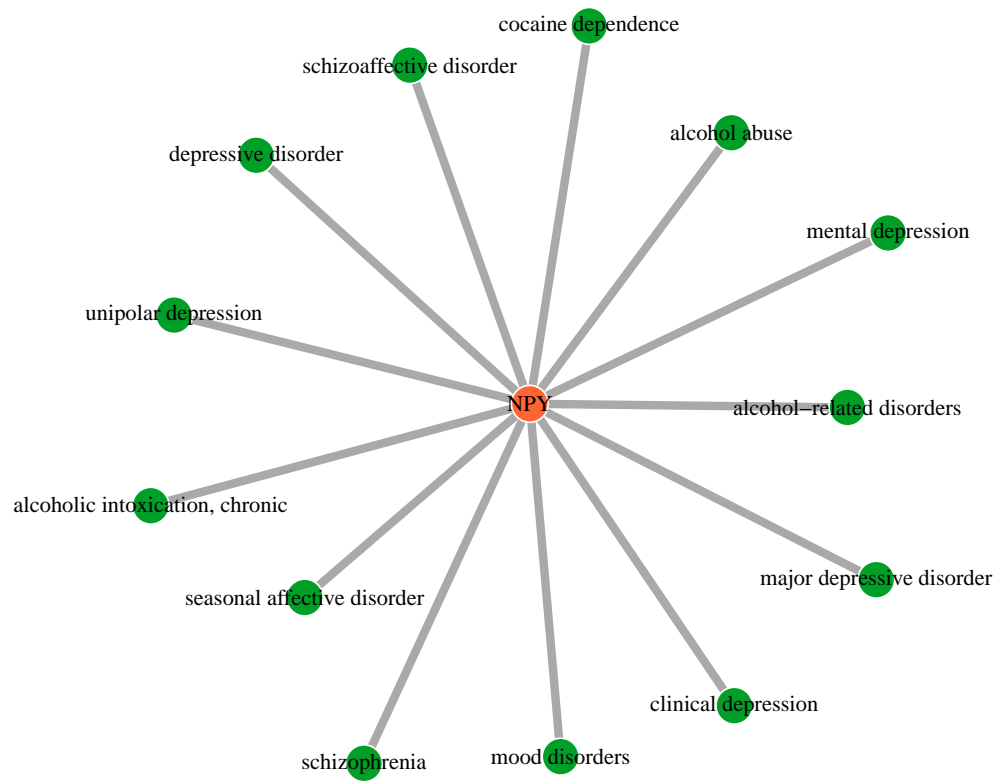 cocaine dependence
schizoaffective disorder
alcohol abuse
depressive disorder
mental depression
unipolar depression
NPY
alcohol−related disorders
alcoholic intoxication, chronic
major depressive disorder
seasonal affective disorder
clinical depression
mood disorders
schizophrenia